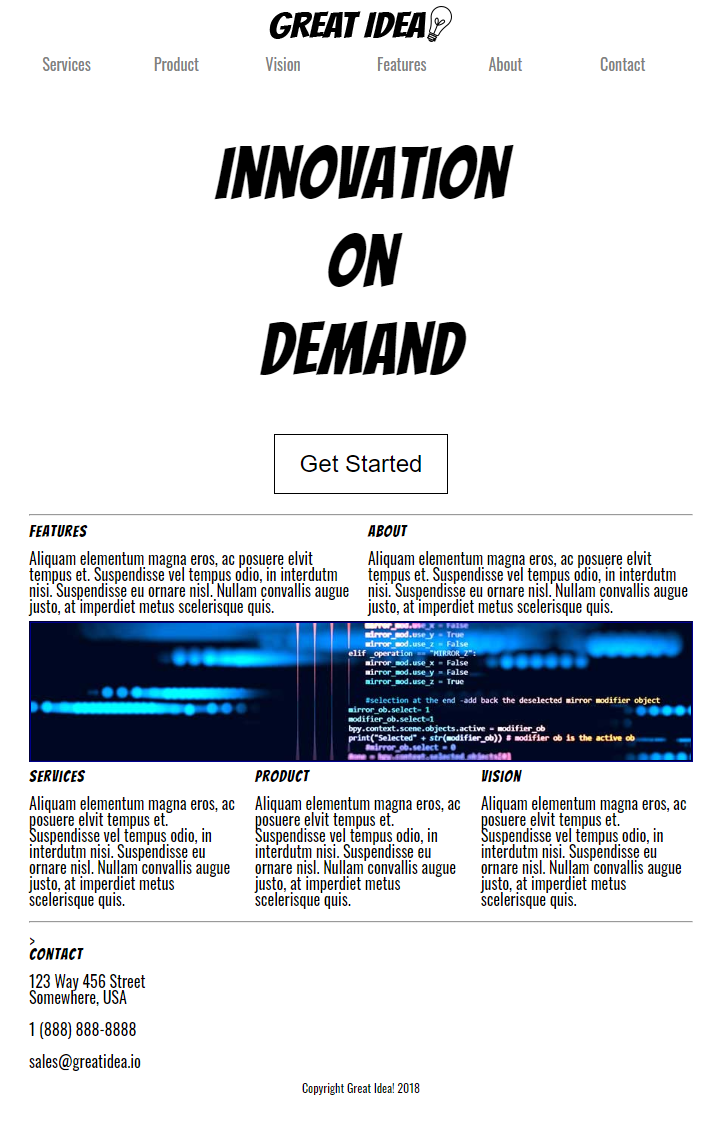 GREAT IDEA!
Services Product Vision Features About Contact
INNOVATION
ON
DEMAND
Get Started
FEATURES
Aliquam elementum magna eros, ac posuere elvit
tempus et. Suspendisse vel tempus odio, in interdutm
nisi. Suspendisse eu ornare nisl. Nullam convallis augue
justo, at imperdiet metus scelerisque quis.
ABOUT
Aliquam elementum magna eros, ac posuere elvit
tempus et. Suspendisse vel tempus odio, in interdutm
nisi. Suspendisse eu ornare nisl. Nullam convallis augue
justo, at imperdiet metus scelerisque quis.
mirror_mod.use_x = False
mirror_mod.use_y = True
mirror_mod.use_z = False
elif _operation == "MIRROR_Z":
mirror_mod.use_x = False
mirror_mod.use_y = False
mirror_mod.use_z = True
#selection at the end -add back the deselected mirror modifier object
mirror_ob.select= 1
modifier_ob.select=1
bpy.context.scene.objects.active = modifier_ob
print("Selected" + str(modifier_ob)) # modifier ob is the active ob
#mirror_ob.select = 0
= bpy.context.selected_objects[0]
SERVICES
Aliquam elementum magna eros, ac
posuere elvit tempus et.
Suspendisse vel tempus odio, in
interdutm nisi. Suspendisse eu
ornare nisl. Nullam convallis augue
justo, at imperdiet metus
scelerisque quis.
PRODUCT
Aliquam elementum magna eros, ac
posuere elvit tempus et.
Suspendisse vel tempus odio, in
interdutm nisi. Suspendisse eu
ornare nisl. Nullam convallis augue
justo, at imperdiet metus
scelerisque quis.
VISION
Aliquam elementum magna eros, ac
posuere elvit tempus et.
Suspendisse vel tempus odio, in
interdutm nisi. Suspendisse eu
ornare nisl. Nullam convallis augue
justo, at imperdiet metus
scelerisque quis.
>
CONTACT
123 Way 456 Street
Somewhere, USA
1 (888) 888-8888
sales@greatidea.io
Copyright Great Idea! 2018